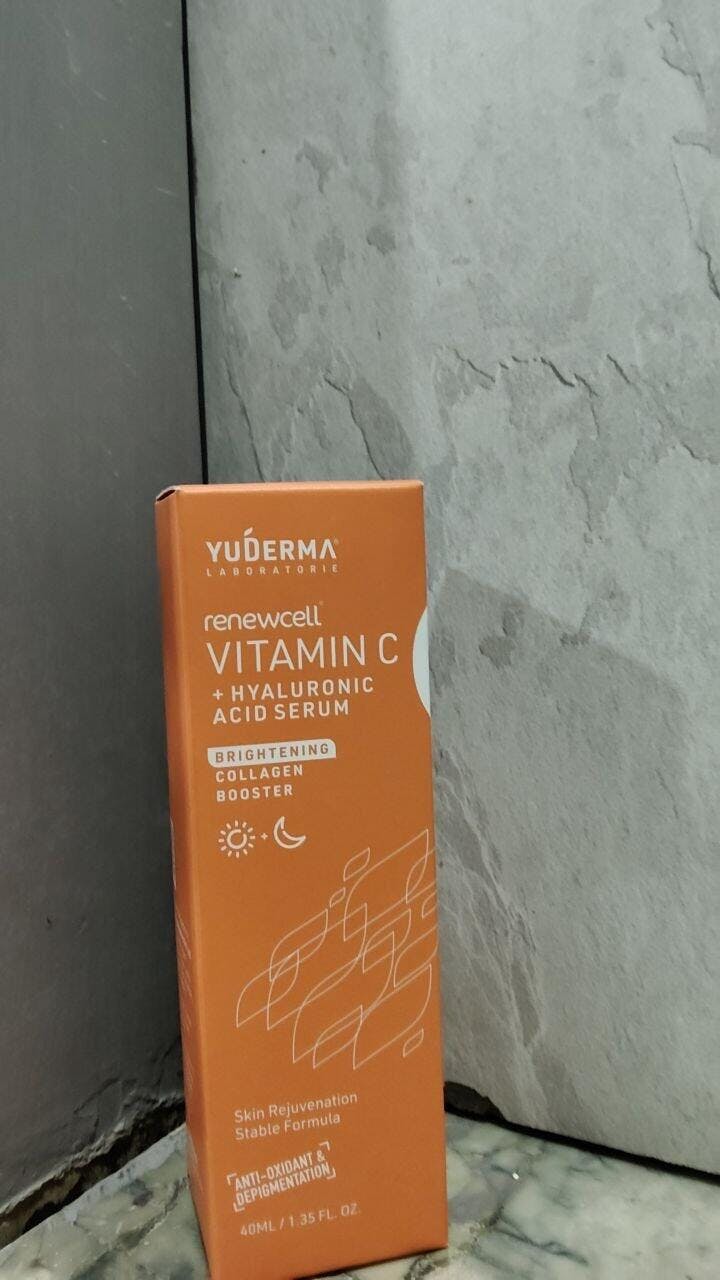 YUDERMA®
LABORATORIE
renewcell®
VITAMIN C
+ HYALURONIC
ACID SERUM
BRIGHTENING
COLLAGEN
BOOSTER
+
Skin Rejuvenation
Stable Formula
ANTI-OXIDANT &
DEPIGMENTATION
40ML / 1.35 FL. OZ.